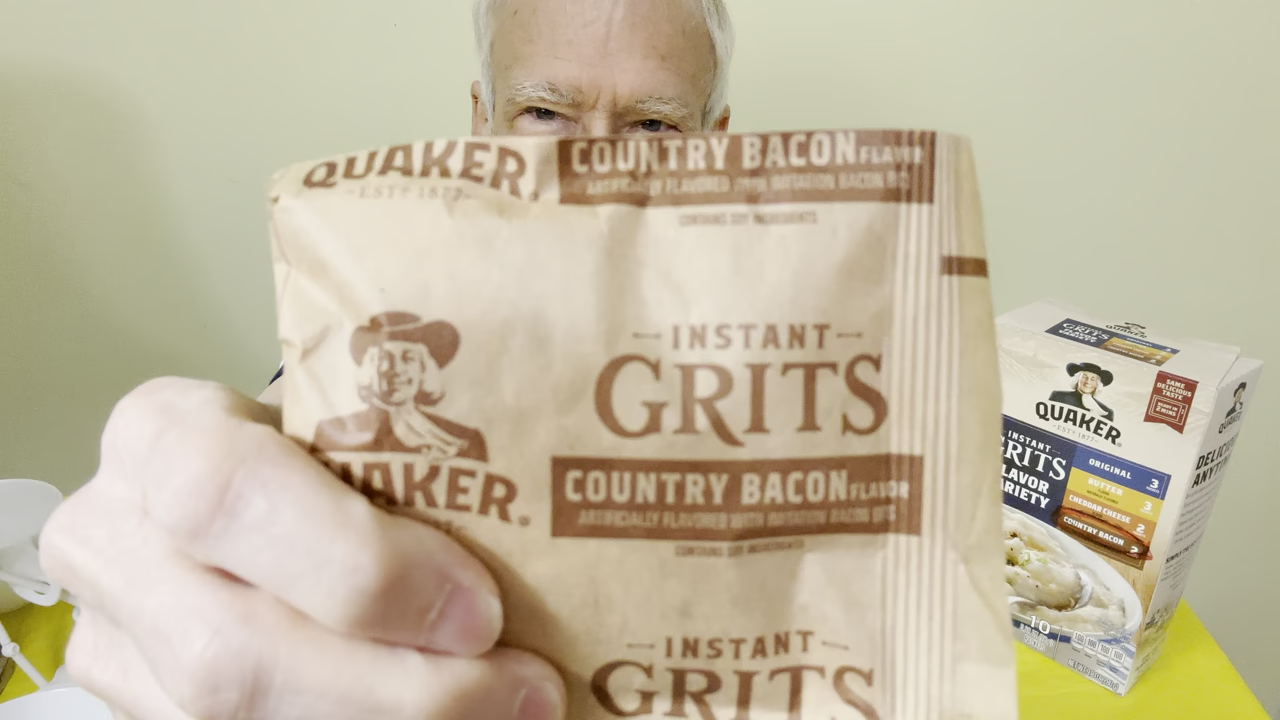 QUAKER
EST 1877
COUNTRY BACON FLAVOR
ARTIFICIALLY FLAVORED WITH IMITATION BACON BITS
CONTAINS SOY INGREDIENTS
INSTANT
GRITS
COUNTRY BACON FLAVOR
ARTIFICIALLY FLAVORED WITH IMITATION BACON BITS
CONTAINS SOY INGREDIENTS
QUAKER
INSTANT
GRITS
GRITS
QUAKER
EST 1877
SAME
DELICIOUS
TASTE
INSTANT
GRITS
FLAVOR
VARIETY
ORIGINAL 3
BUTTER 3
CHEDDAR CHEESE 2
COUNTRY BACON 2
10
QUAKER